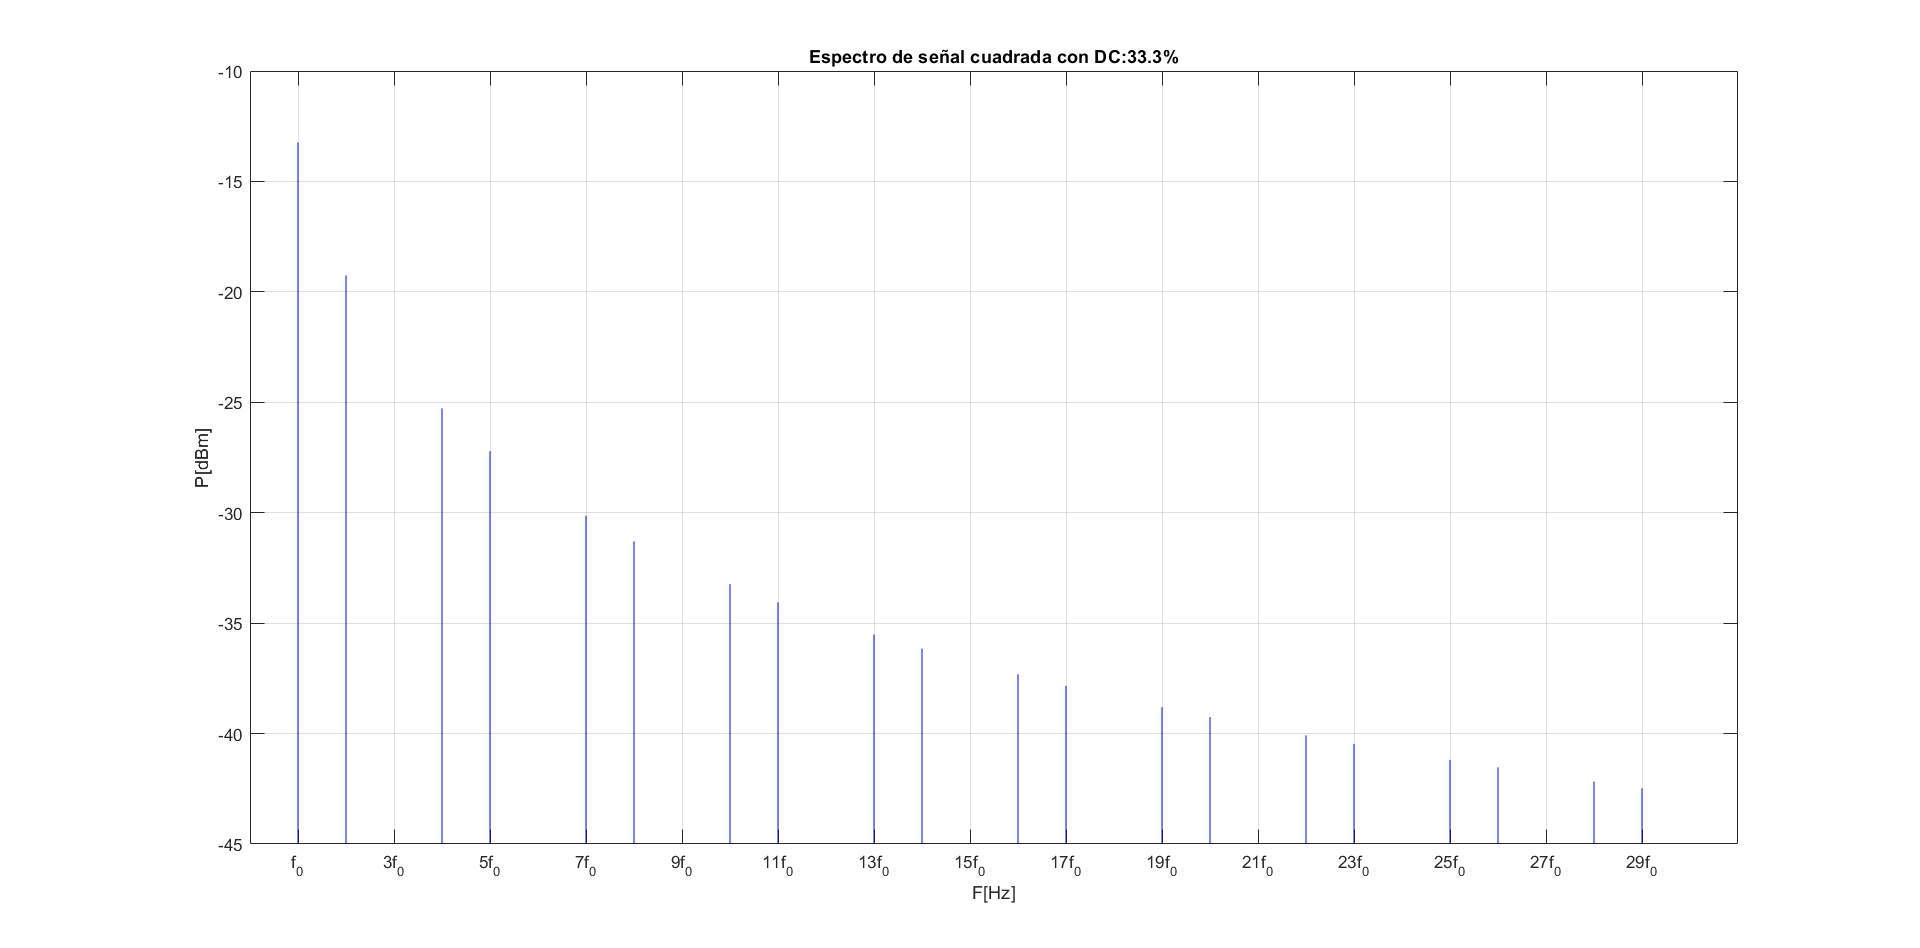 Espectro de señal cuadrada con DC:33.3%
P[dBm]
-10
-15
-20
-25
-30
-35
-40
-45
f₀ 3f₀ 5f₀ 7f₀ 9f₀ 11f₀ 13f₀ 15f₀ 17f₀ 19f₀ 21f₀ 23f₀ 25f₀ 27f₀ 29f₀
F[Hz]